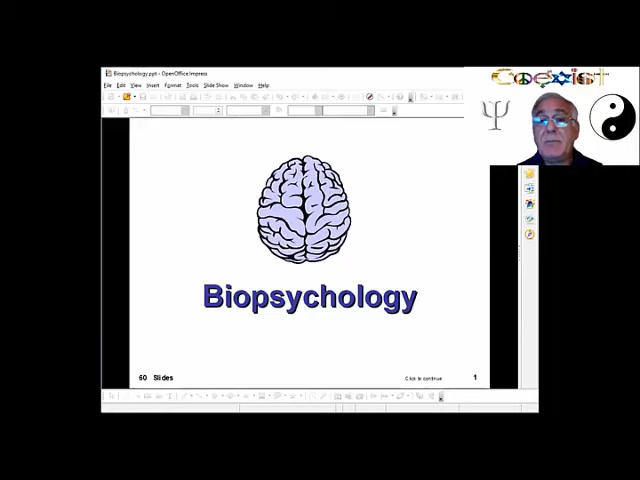 Biopsychology.ppt - OpenOffice Impress
File Edit View Insert Format Tools Slide Show Window Help
Coexist
Ψ
Biopsychology
60 Slides
Click to continue
1